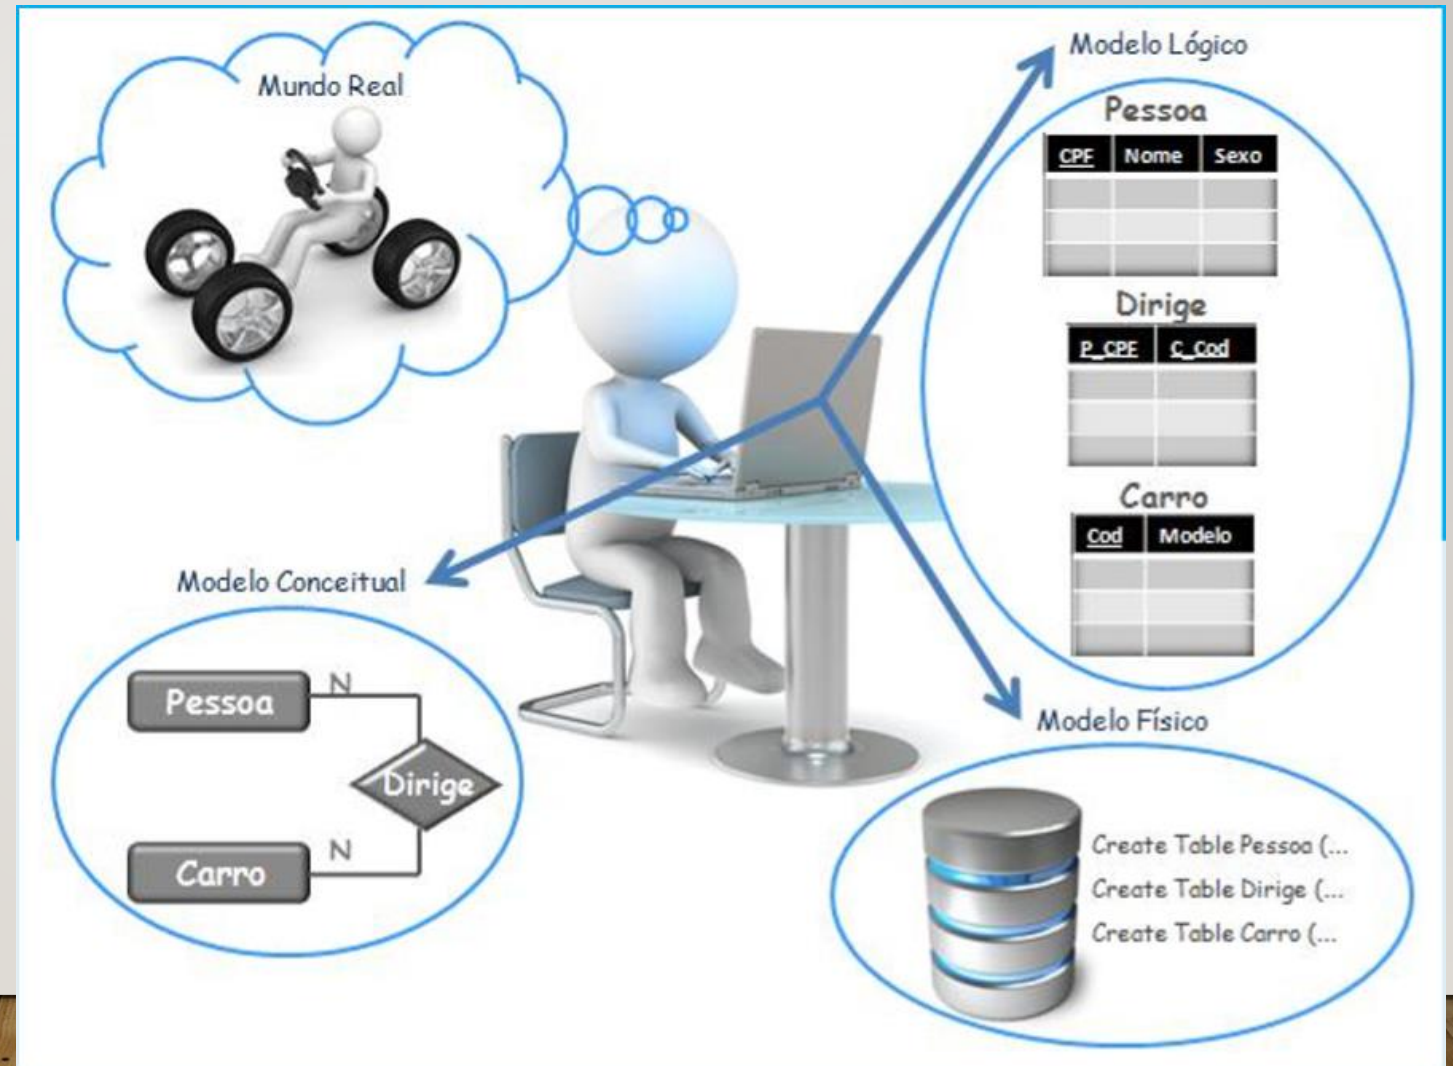 Mundo Real
Modelo Lógico
Pessoa
CPF Nome Sexo
Dirige
P_CPF C_Cod
Carro
Cod Modelo
Modelo Conceitual
Pessoa
N
Dirige
Carro
N
Modelo Físico
Create Table Pessoa (...
Create Table Dirige (...
Create Table Carro (...